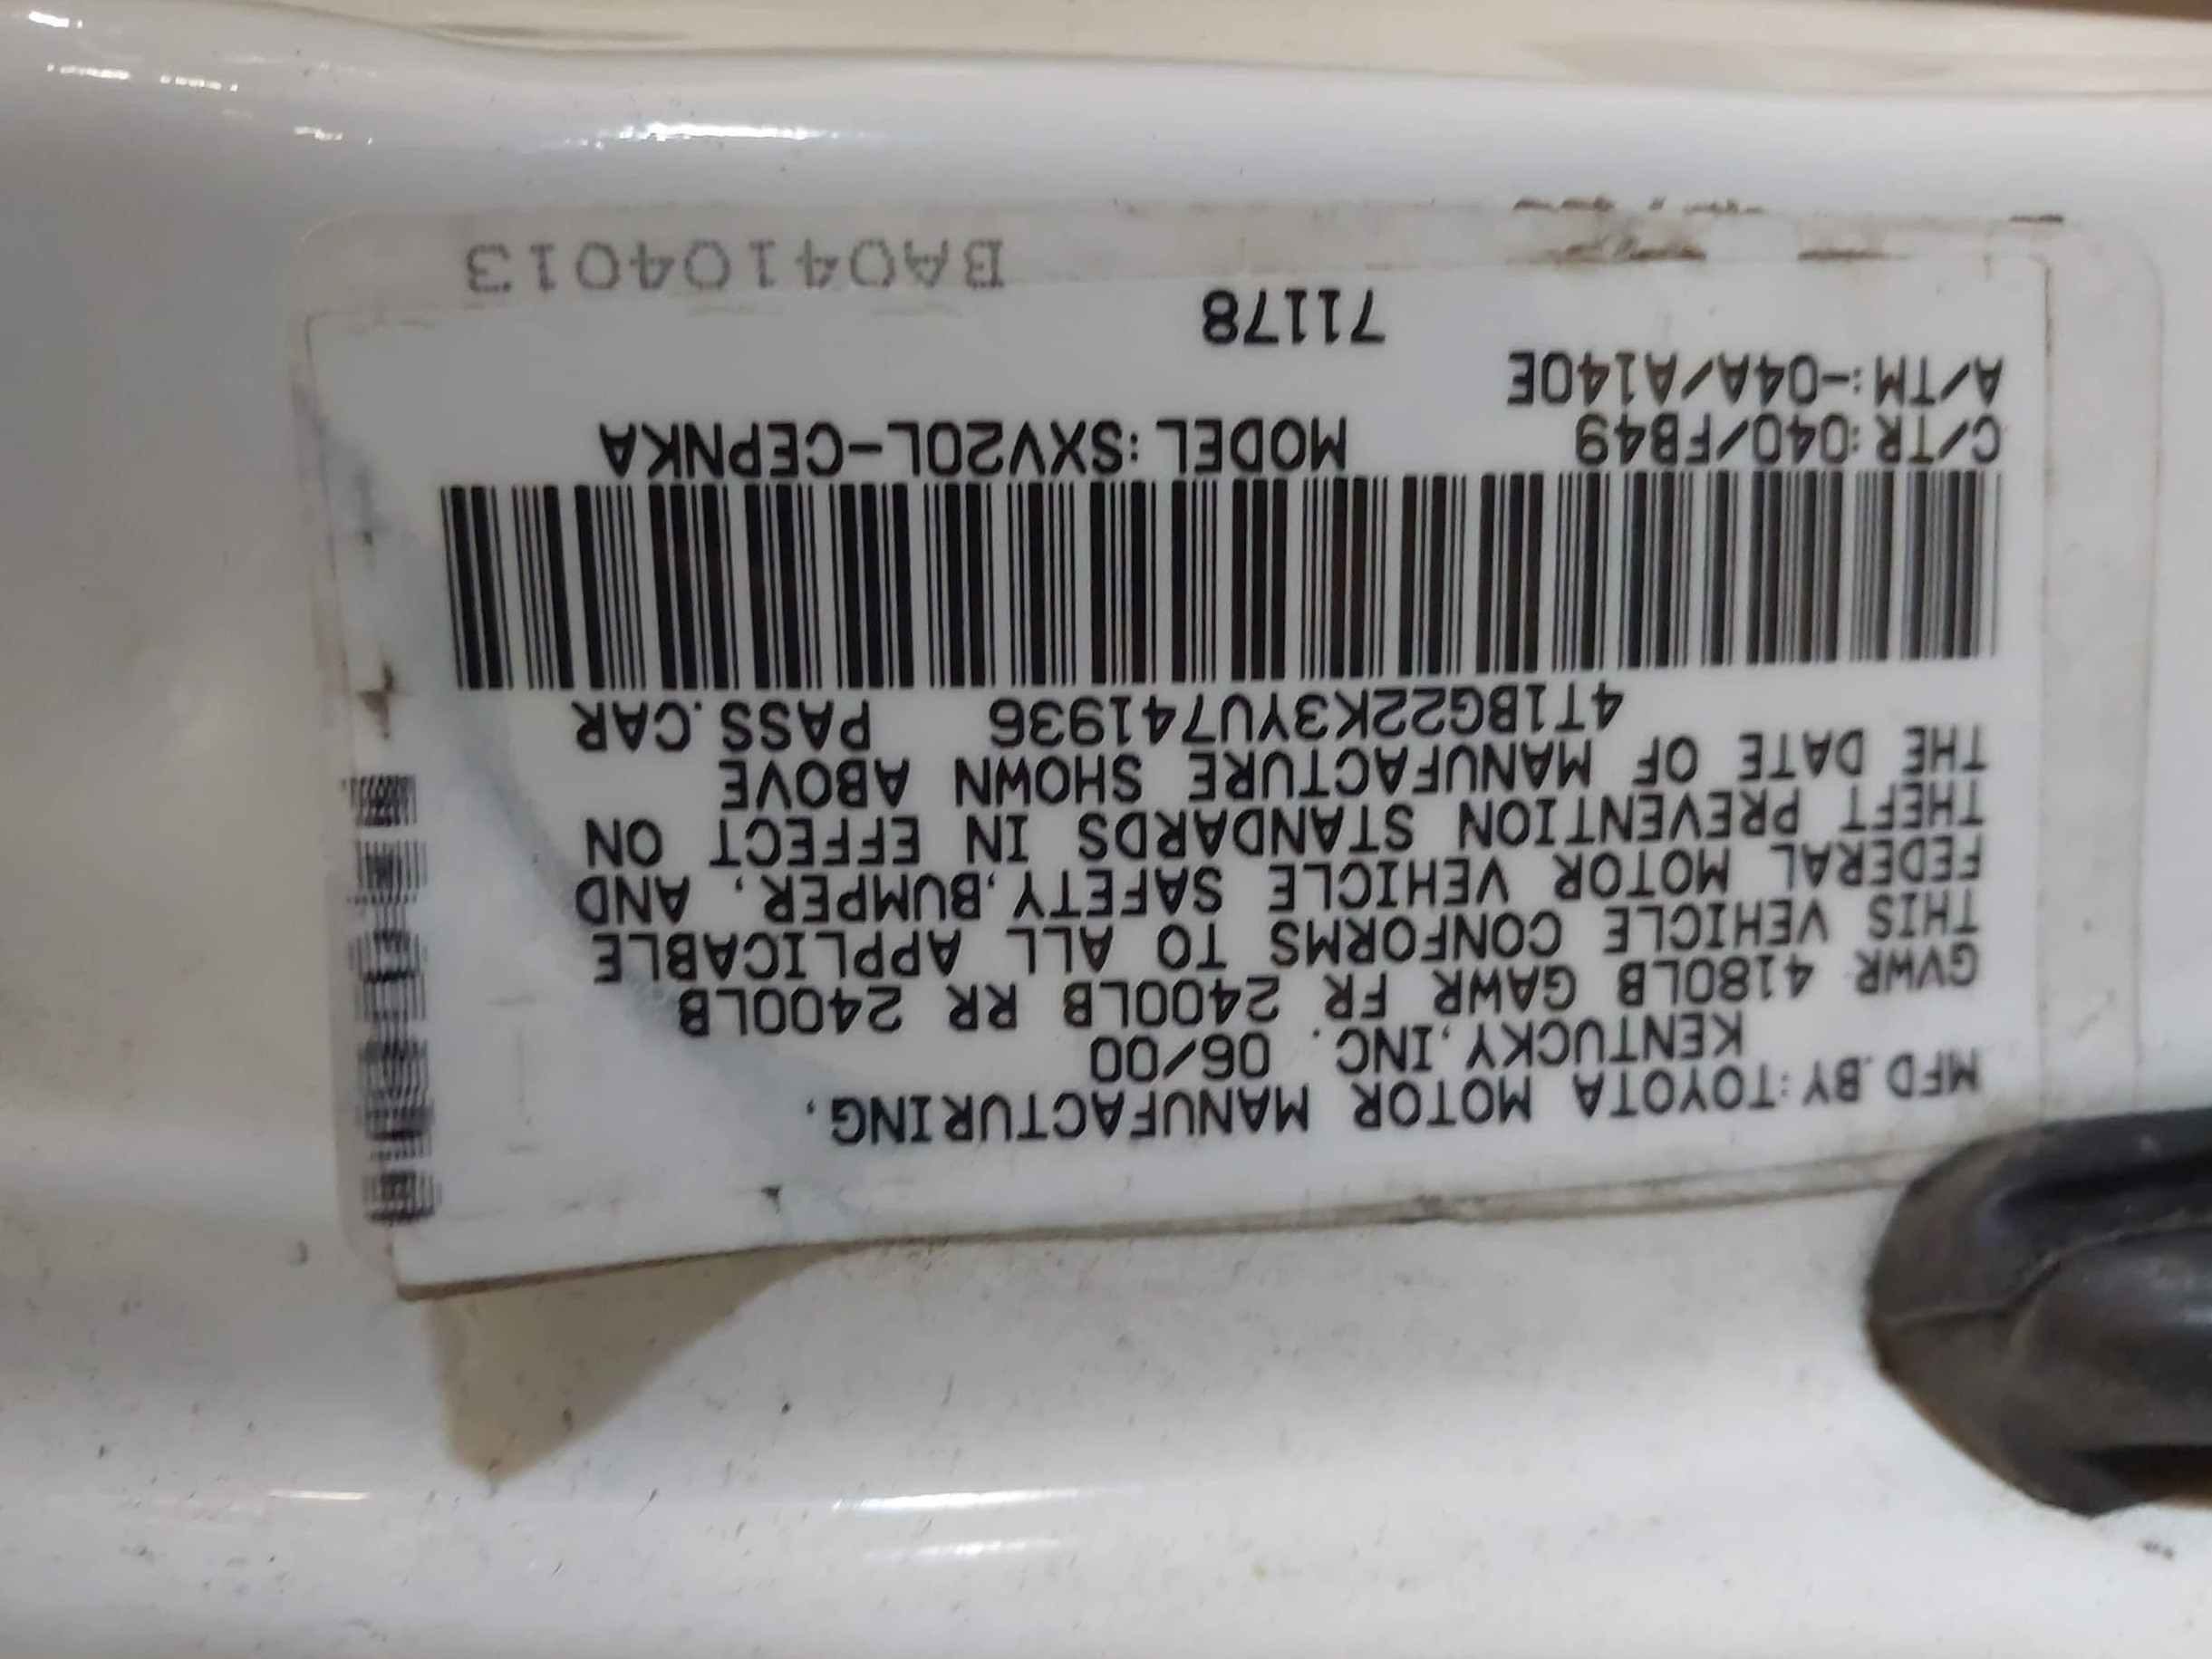 MFD.BY:TOYOTA MOTOR MANUFACTURING,
KENTUCKY,INC. 06/00
GVWR 4180LB GAWR FR 2400LB RR 2400LB
THIS VEHICLE CONFORMS TO ALL APPLICABLE
FEDERAL MOTOR VEHICLE SAFETY,BUMPER, AND
THEFT PREVENTION STANDARDS IN EFFECT ON
THE DATE OF MANUFACTURE SHOWN ABOVE
4T1BG22K3YU741936 PASS.CAR
C/TR:040/FB49 MODEL:SXV20L-CEPNKA
A/TM:-04A/A140E
71178
BA04104013